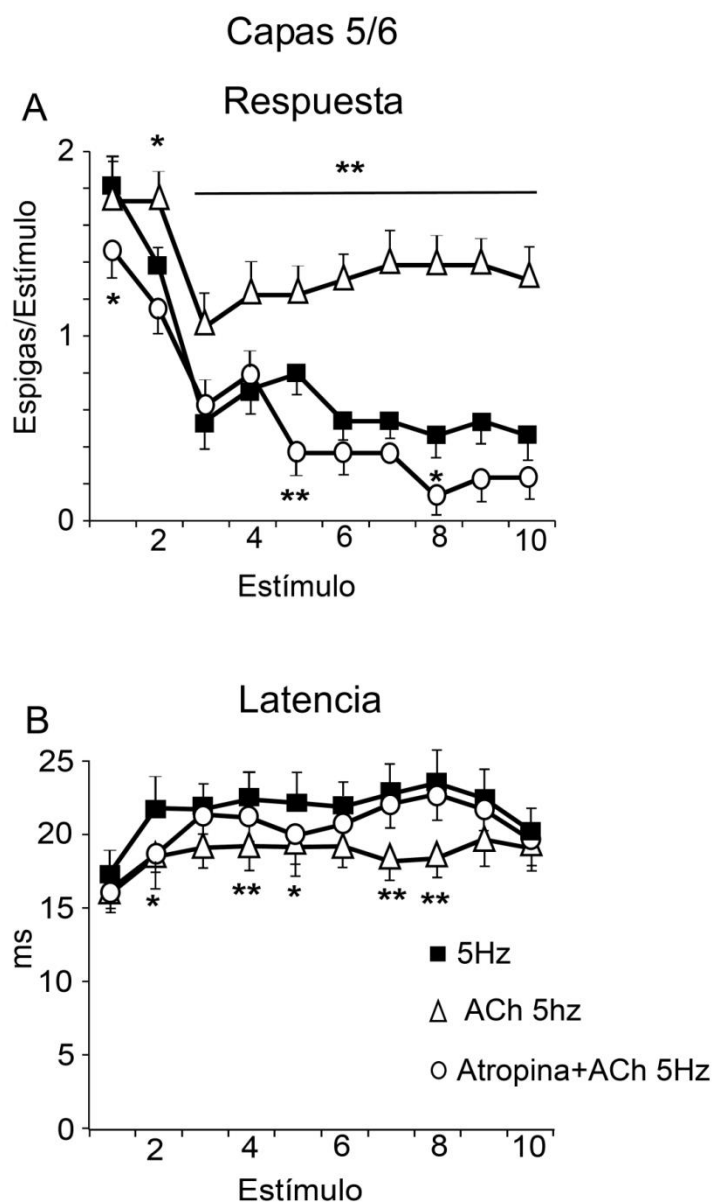 Capas 5/6
A
Respuesta
*
**
2
1
0
*
**
*
Espigas/Estímulo
2 4 6 8 10
Estímulo
B
Latencia
25
20
15
10
5
0
ms
* ** * ** **
5Hz
ACh 5hz
Atropina+ACh 5Hz
2 4 6 8 10
Estímulo